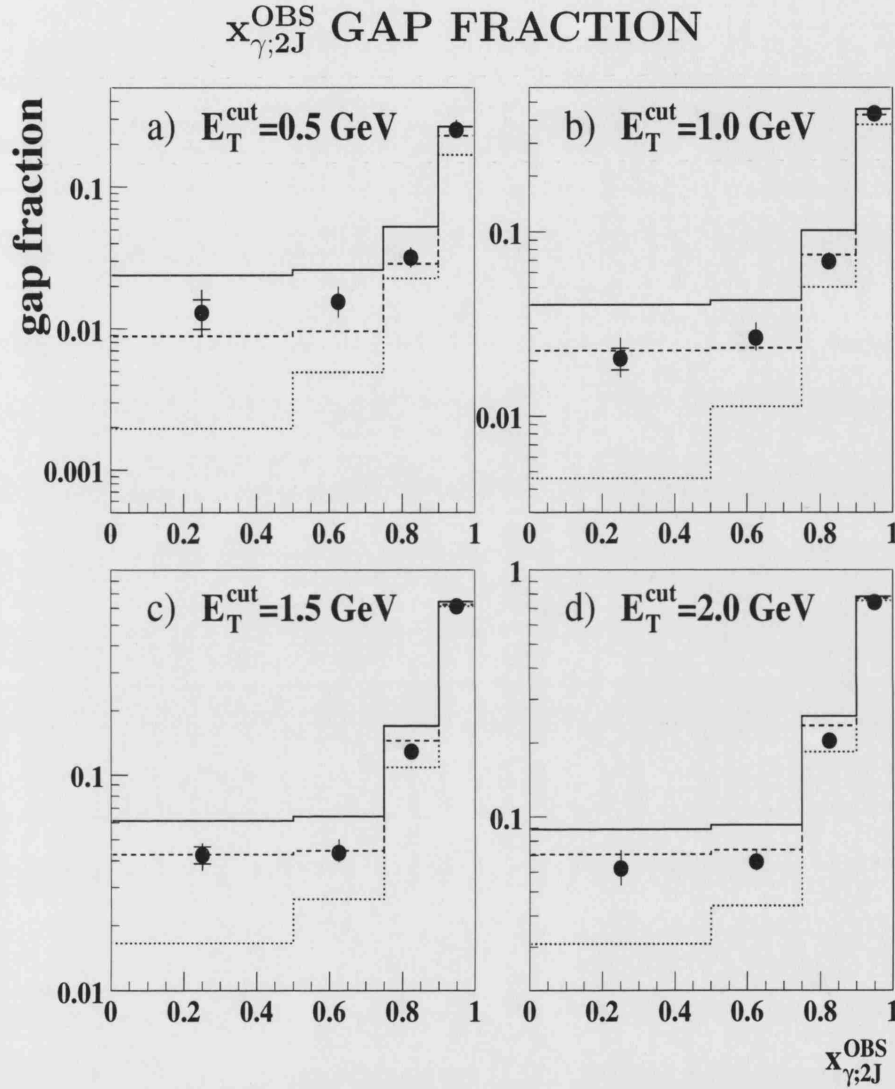 x^OBS_γ;2J GAP FRACTION
gap fraction
a) E_T^cut=0.5 GeV
0.1
0.01
0.001
0 0.2 0.4 0.6 0.8 1
b) E_T^cut=1.0 GeV
0.1
0.01
0 0.2 0.4 0.6 0.8 1
c) E_T^cut=1.5 GeV
0.1
0.01
0 0.2 0.4 0.6 0.8 1
d) E_T^cut=2.0 GeV
1
0.1
0 0.2 0.4 0.6 0.8 1
x^OBS_γ;2J